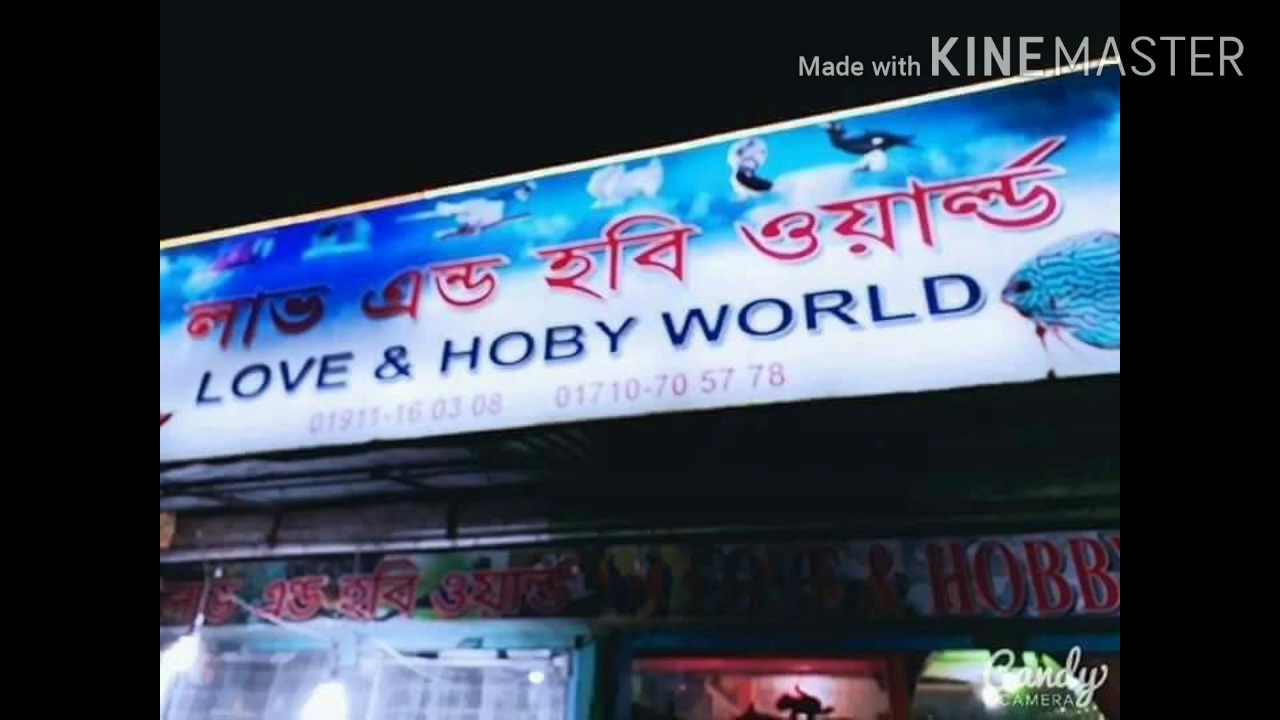 Made with KINEMASTER
লাভ এন্ড হবি ওয়ার্ল্ড
LOVE & HOBY WORLD
01911-16 03 08 01710-70 57 78
লাভ এন্ড হবি ওয়ার্ল্ড LOVE & HOBBY
Candy
CAMERA